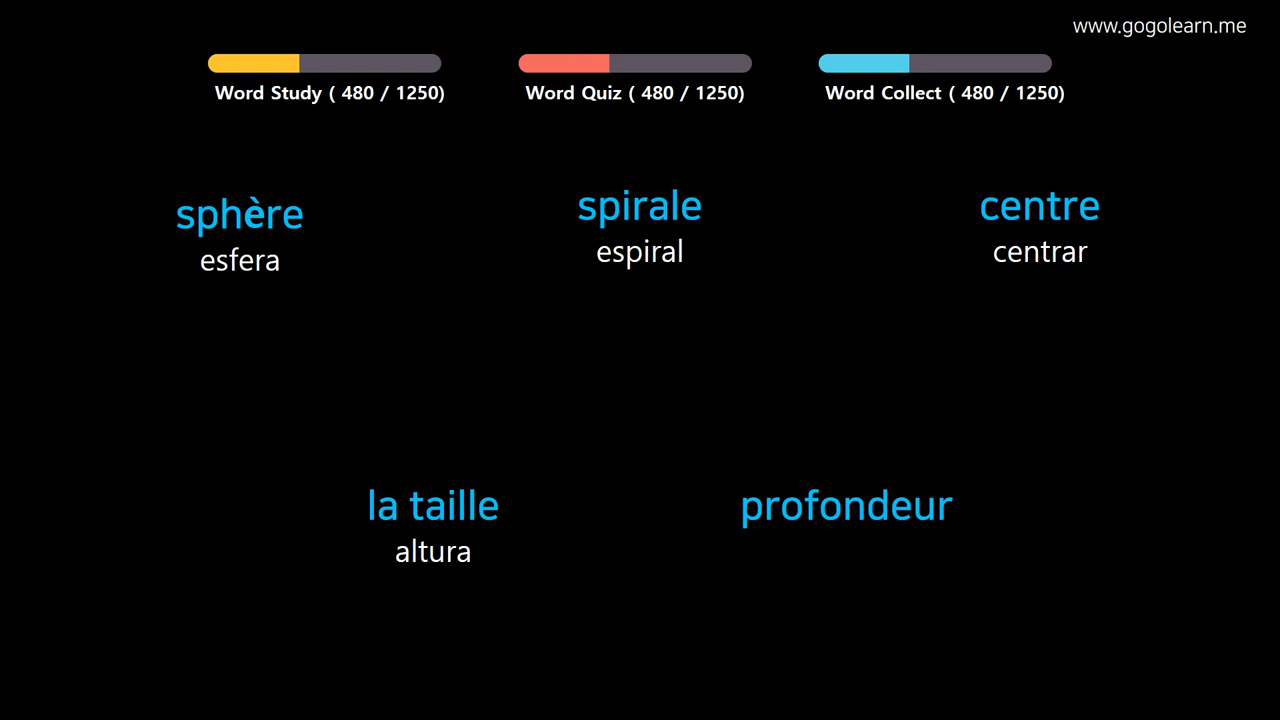 www.gogolearn.me
Word Study ( 480 / 1250)
Word Quiz ( 480 / 1250)
Word Collect ( 480 / 1250)
sphère
esfera
spirale
espiral
centre
centrar
la taille
altura
profondeur